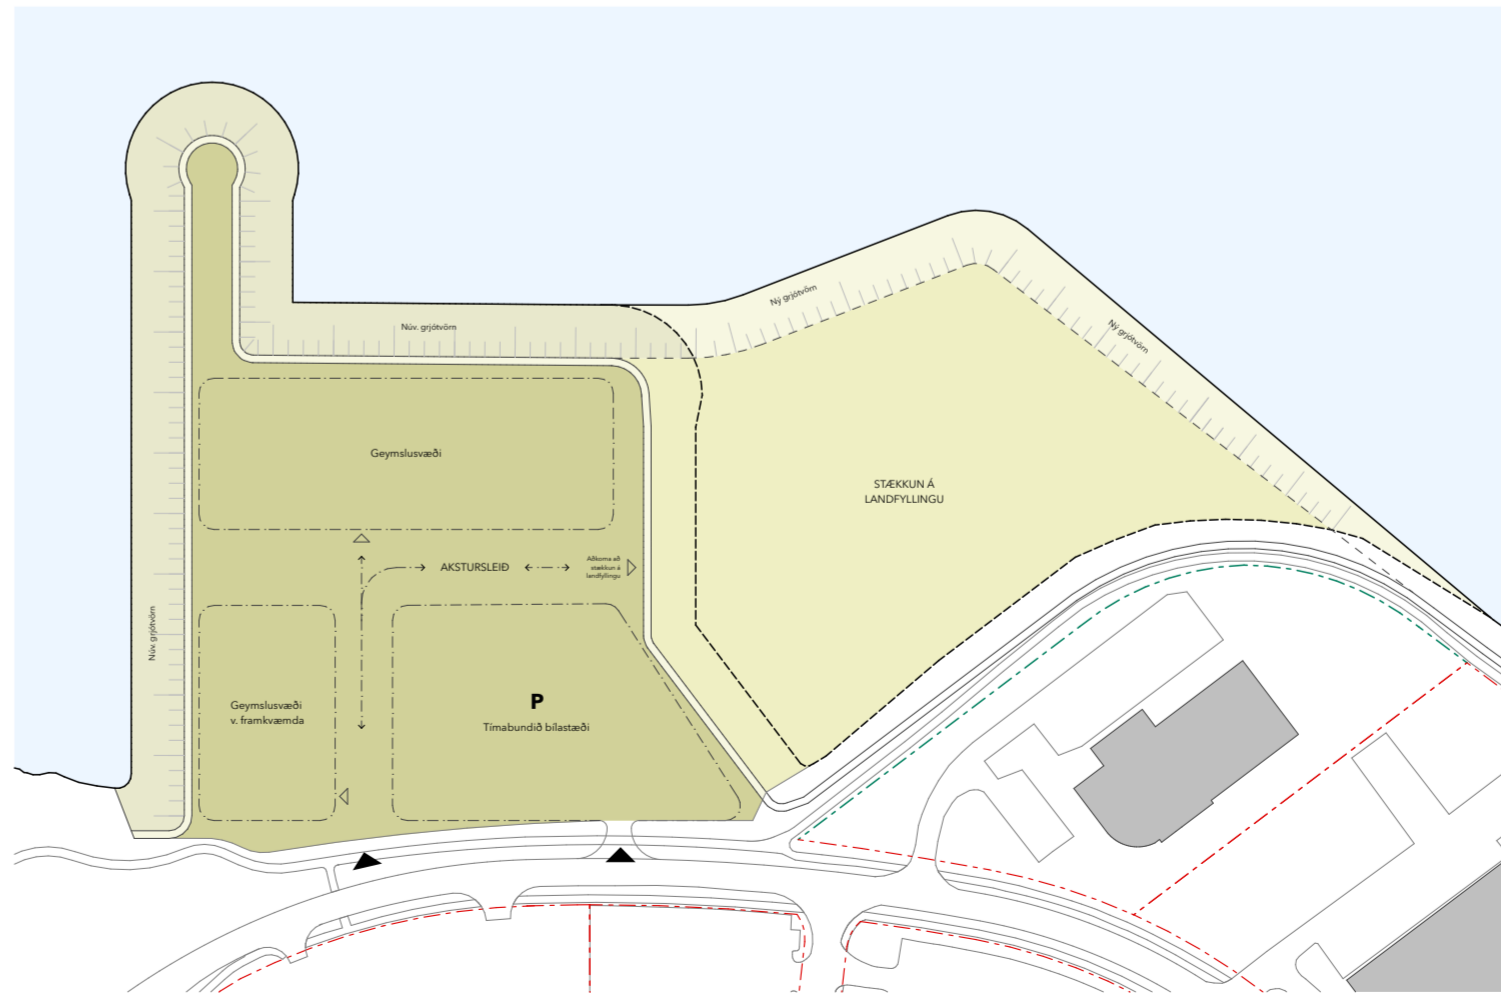 Ný grjótvörn
Ný grjótvörn
Núv. grjótvörn
Geymslusvæði
STÆKKUN Á
LANDFYLLINGU
AKSTURSLEIÐ
Aðkoma að
stækkun á
landfyllingu
Núv. grjótvörn
Geymslusvæði
v. framkvæmda
P
Tímabundið bílastæði